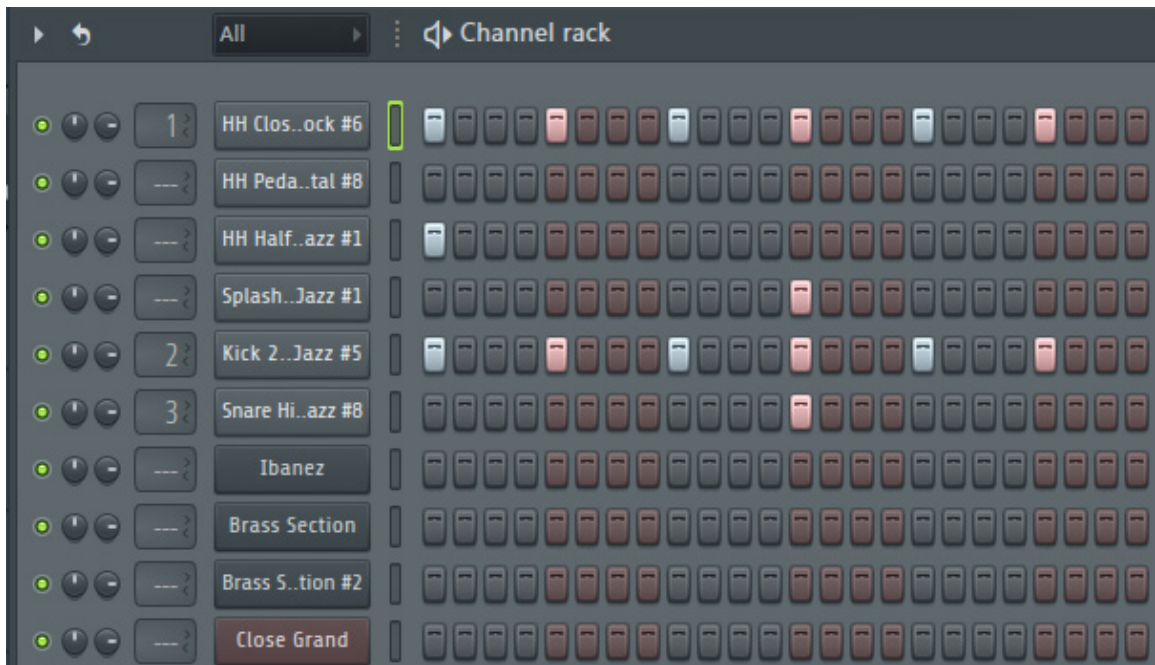 All Channel rack
1 HH Clos..ock #6
--- HH Peda..tal #8
--- HH Half..azz #1
--- Splash..Jazz #1
2 Kick 2..Jazz #5
3 Snare Hi..azz #8
--- Ibanez
--- Brass Section
--- Brass S..tion #2
--- Close Grand